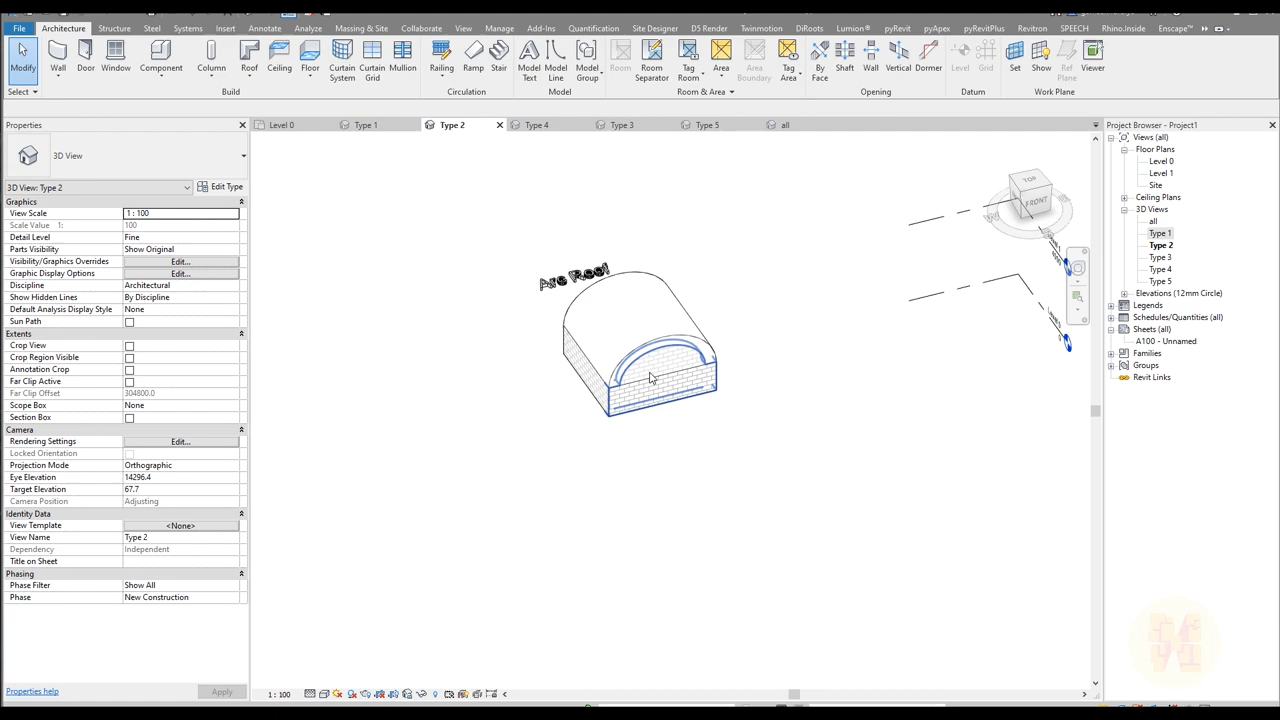 File Architecture Structure Steel Systems Insert Annotate Analyze Massing & Site Collaborate View Manage Add-Ins Quantification Site Designer D5 Render Twinmotion DiRoots Lumion® pyRevit pyApex pyRevitPlus Revitron SPEECH Rhino.Inside Enscape™
Modify Wall Door Window Component Column Roof Ceiling Floor Curtain System Curtain Grid Mullion Railing Ramp Stair Model Text Model Line Model Group Room Room Separator Tag Room Area Area Boundary Tag Area By Face Shaft Wall Vertical Dormer Level Grid Set Show Ref Plane Viewer
Select Build Circulation Model Room & Area Opening Datum Work Plane
Properties
Level 0 Type 1 Type 2 Type 4 Type 3 Type 5 all
Project Browser - Project1
3D View
3D View: Type 2 Edit Type
Graphics
View Scale 1 : 100
Scale Value 1: 100
Detail Level Fine
Parts Visibility Show Original
Visibility/Graphics Overrides Edit...
Graphic Display Options Edit...
Discipline Architectural
Show Hidden Lines By Discipline
Default Analysis Display Style None
Sun Path
Extents
Crop View
Crop Region Visible
Annotation Crop
Far Clip Active
Far Clip Offset 304800.0
Scope Box None
Section Box
Camera
Rendering Settings Edit...
Locked Orientation
Projection Mode Orthographic
Eye Elevation 14296.4
Target Elevation 67.7
Camera Position Adjusting
Identity Data
View Template <None>
View Name Type 2
Dependency Independent
Title on Sheet
Phasing
Phase Filter Show All
Phase New Construction
Properties help Apply
Arc Roof
TOP
FRONT
W
1 : 100
Views (all)
Floor Plans
Level 0
Level 1
Site
Ceiling Plans
3D Views
all
Type 1
Type 2
Type 3
Type 4
Type 5
Elevations (12mm Circle)
Legends
Schedules/Quantities (all)
Sheets (all)
A100 - Unnamed
Families
Groups
Revit Links